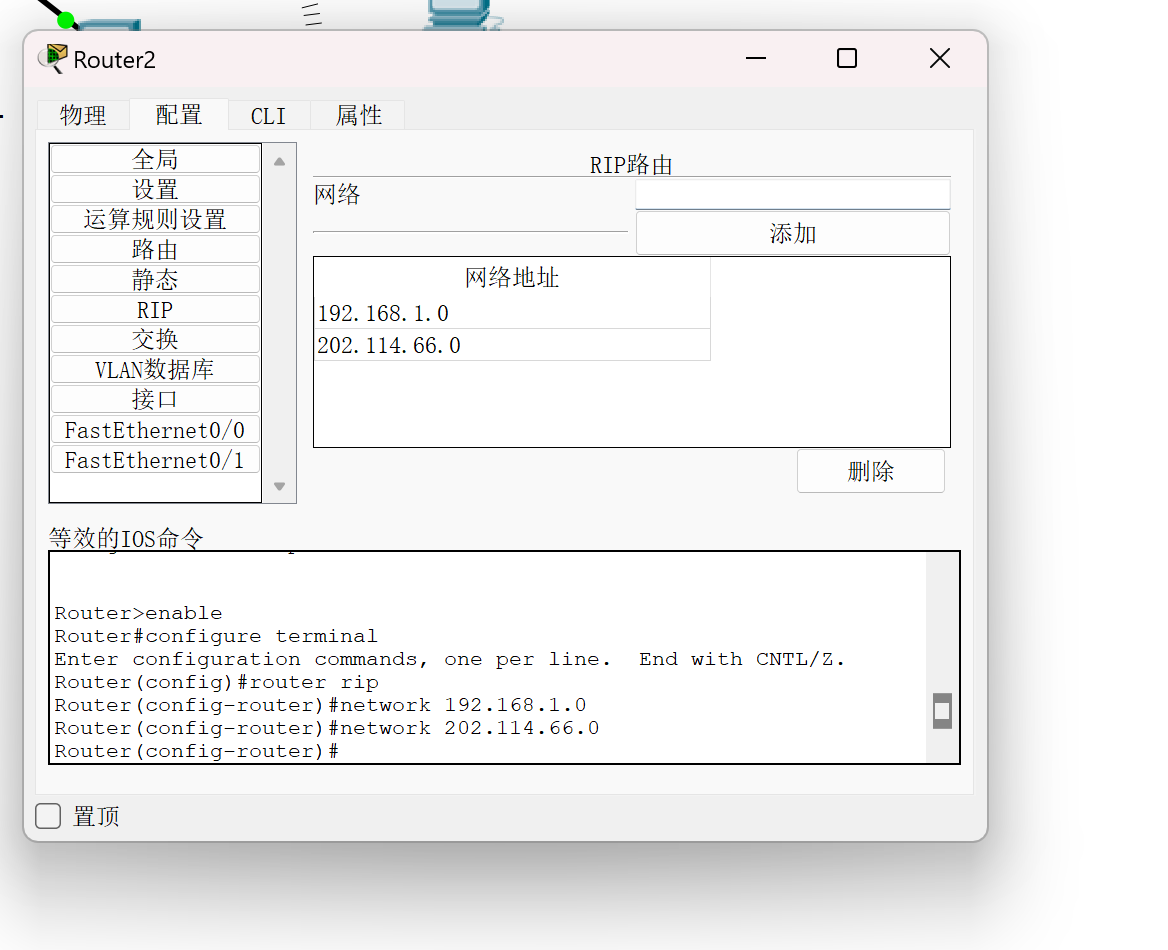 Router2
物理 配置 CLI 属性
全局
设置
运算规则设置
路由
静态
RIP
交换
VLAN数据库
接口
FastEthernet0/0
FastEthernet0/1
RIP路由
网络
添加
网络地址
192.168.1.0
202.114.66.0
删除
等效的IOS命令
Router>enable
Router#configure terminal
Enter configuration commands, one per line.  End with CNTL/Z.
Router(config)#router rip
Router(config-router)#network 192.168.1.0
Router(config-router)#network 202.114.66.0
Router(config-router)#
置顶